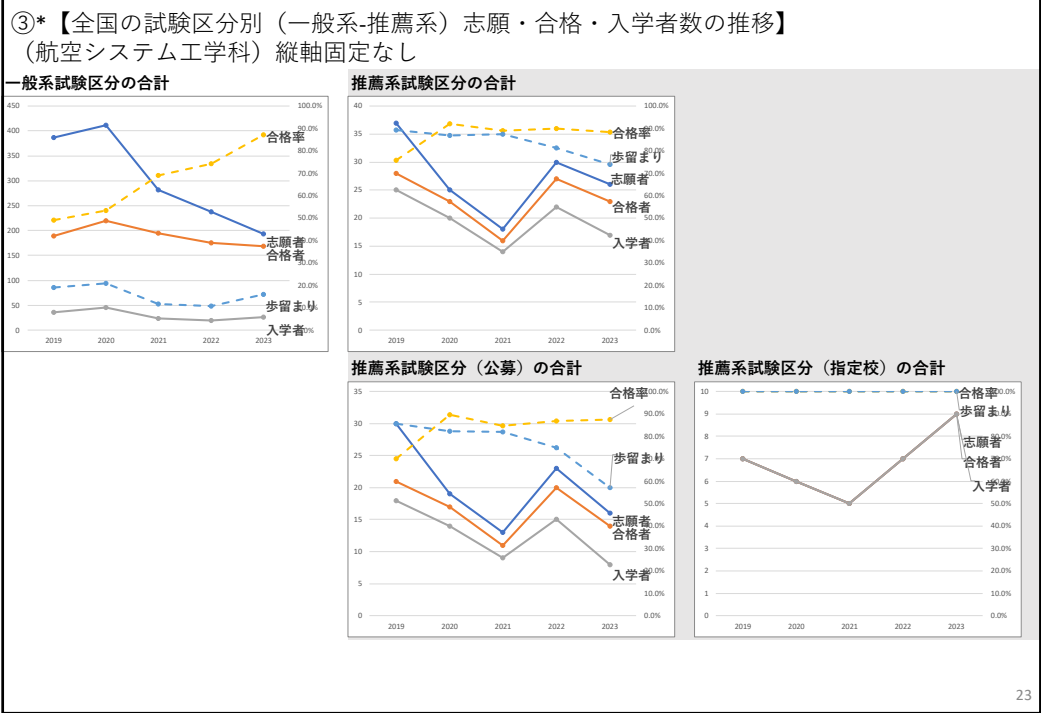 ③*【全国の試験区分別（一般系-推薦系）志願・合格・入学者数の推移】
（航空システム工学科）縦軸固定なし
一般系試験区分の合計
450
400
350
300
250
200
150
100
50
0
100.0%
90.0%
80.0%
70.0%
60.0%
50.0%
40.0%
30.0%
20.0%
10.0%
0.0%
合格率
志願者
合格者
歩留まり
入学者
2019 2020 2021 2022 2023
推薦系試験区分の合計
40
35
30
25
20
15
10
5
0
100.0%
90.0%
80.0%
70.0%
60.0%
50.0%
40.0%
30.0%
20.0%
10.0%
0.0%
合格率
歩留まり
志願者
合格者
入学者
2019 2020 2021 2022 2023
推薦系試験区分（公募）の合計
35
30
25
20
15
10
5
0
100.0%
90.0%
80.0%
70.0%
60.0%
50.0%
40.0%
30.0%
20.0%
10.0%
0.0%
合格率
歩留まり
志願者
合格者
入学者
2019 2020 2021 2022 2023
推薦系試験区分（指定校）の合計
10
9
8
7
6
5
4
3
2
1
0
100.0%
90.0%
80.0%
70.0%
60.0%
50.0%
40.0%
30.0%
20.0%
10.0%
0.0%
合格率
歩留まり
志願者
合格者
入学者
2019 2020 2021 2022 2023
23